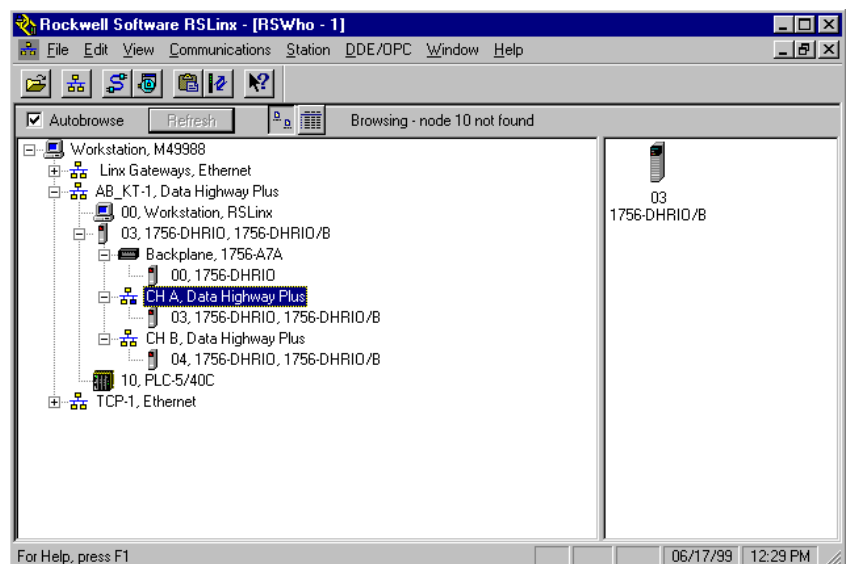 Rockwell Software RSLinx - [RSWho - 1]
File Edit View Communications Station DDE/OPC Window Help
Autobrowse Refresh Browsing - node 10 not found
Workstation, M49988
Linx Gateways, Ethernet
AB_KT-1, Data Highway Plus
00, Workstation, RSLinx
03, 1756-DHRIO, 1756-DHRIO/B
Backplane, 1756-A7A
00, 1756-DHRIO
CH A, Data Highway Plus
03, 1756-DHRIO, 1756-DHRIO/B
CH B, Data Highway Plus
04, 1756-DHRIO, 1756-DHRIO/B
10, PLC-5/40C
TCP-1, Ethernet
03
1756-DHRIO/B
For Help, press F1 06/17/99 12:29 PM